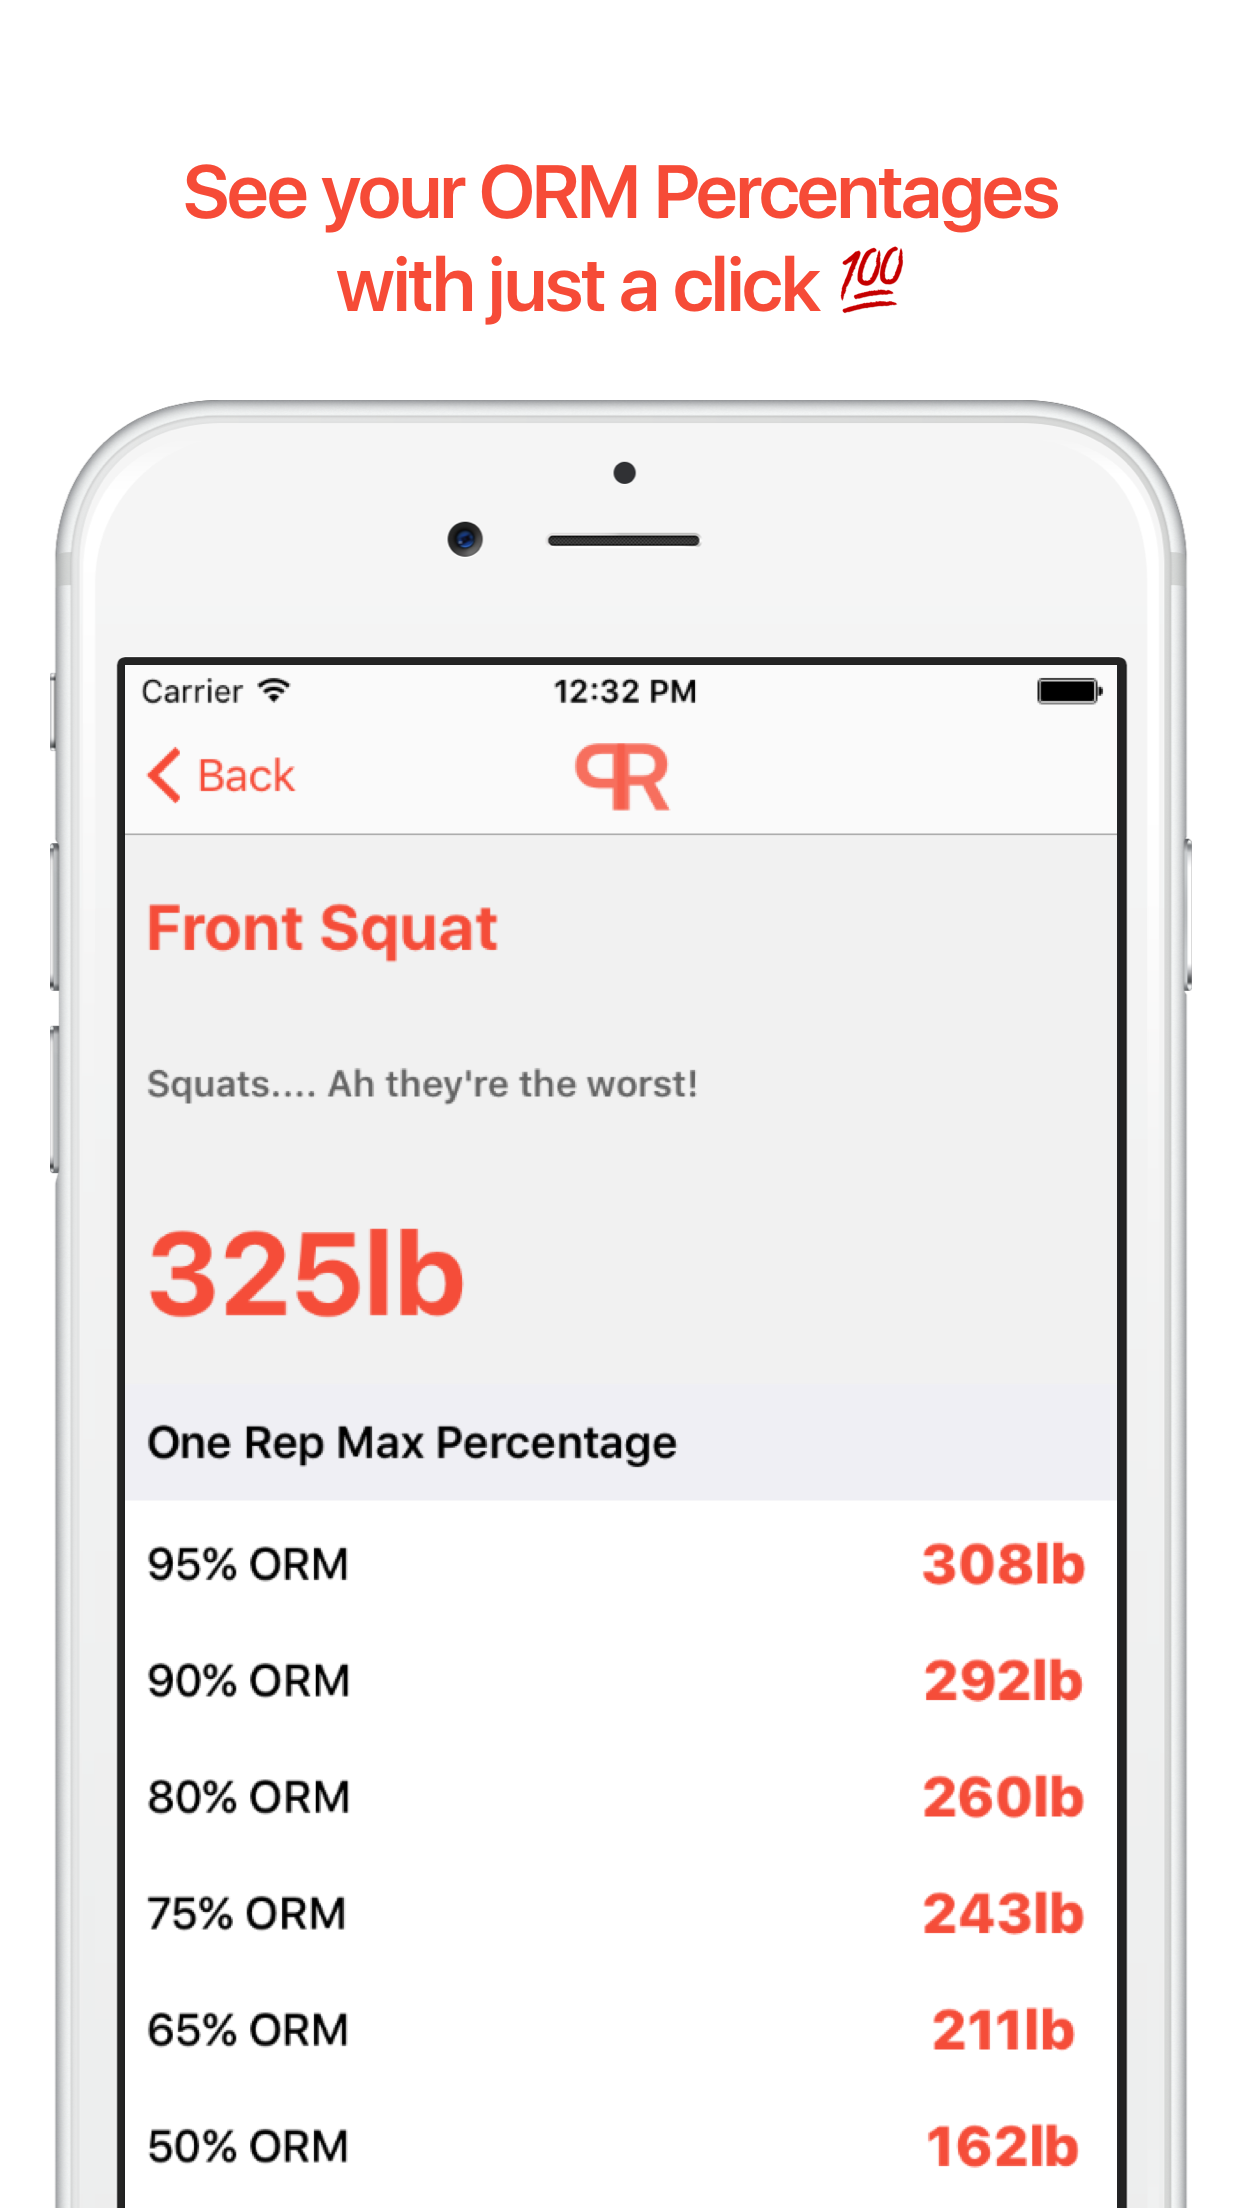 See your ORM Percentages
with just a click 💯
Carrier 12:32 PM
Back PR
Front Squat
Squats.... Ah they're the worst!
325lb
One Rep Max Percentage
95% ORM 308lb
90% ORM 292lb
80% ORM 260lb
75% ORM 243lb
65% ORM 211lb
50% ORM 162lb